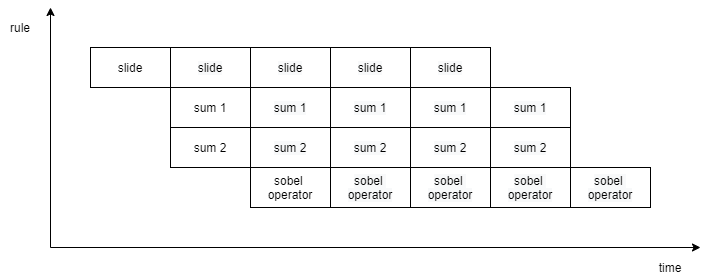 rule
slide slide slide slide slide
sum 1 sum 1 sum 1 sum 1 sum 1
sum 2 sum 2 sum 2 sum 2 sum 2
sobel sobel sobel sobel sobel
operator operator operator operator operator
time